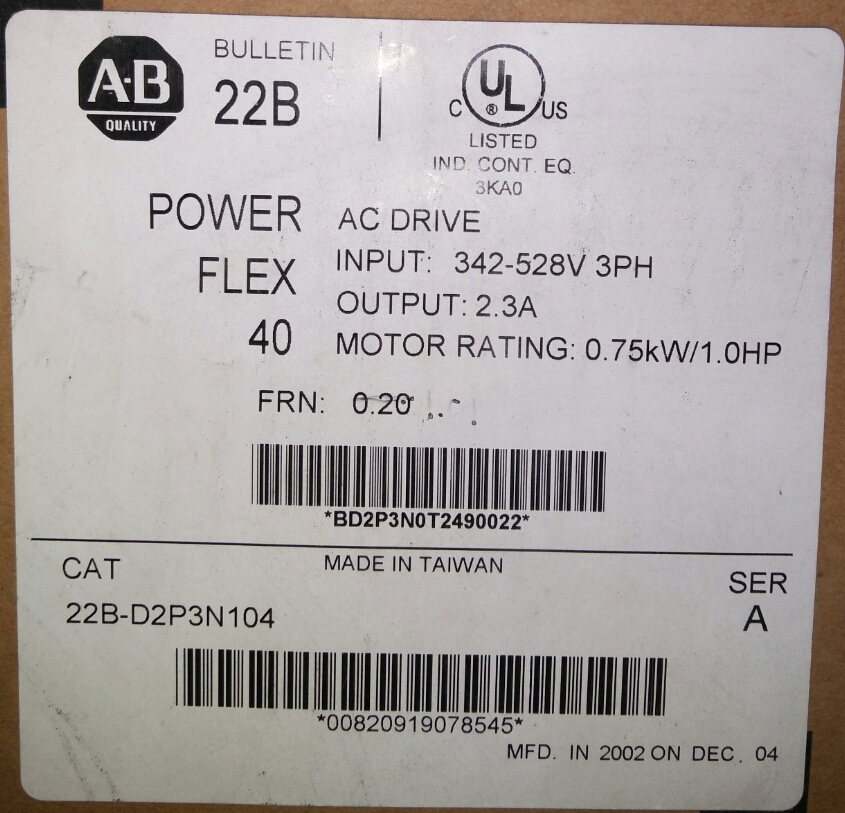 A·B
QUALITY
BULLETIN
22B
C UL ® US
LISTED
IND. CONT. EQ.
3KA0
POWER
FLEX
40
AC DRIVE
INPUT: 342-528V 3PH
OUTPUT: 2.3A
MOTOR RATING: 0.75kW/1.0HP
FRN: 0.20
*BD2P3N0T2490022*
MADE IN TAIWAN
CAT
22B-D2P3N104
SER
A
*00820919078545*
MFD. IN 2002 ON DEC. 04